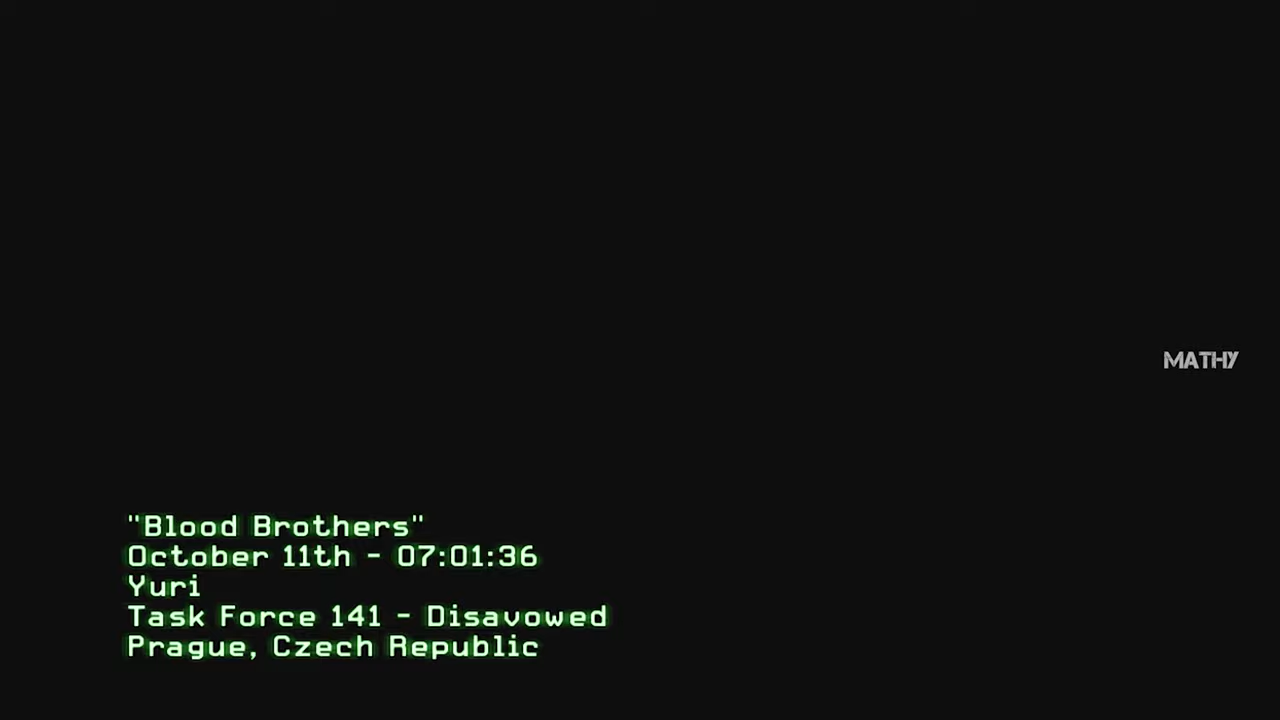 MATHY
"Blood Brothers"
October 11th - 07:01:36
Yuri
Task Force 141 - Disavowed
Prague, Czech Republic